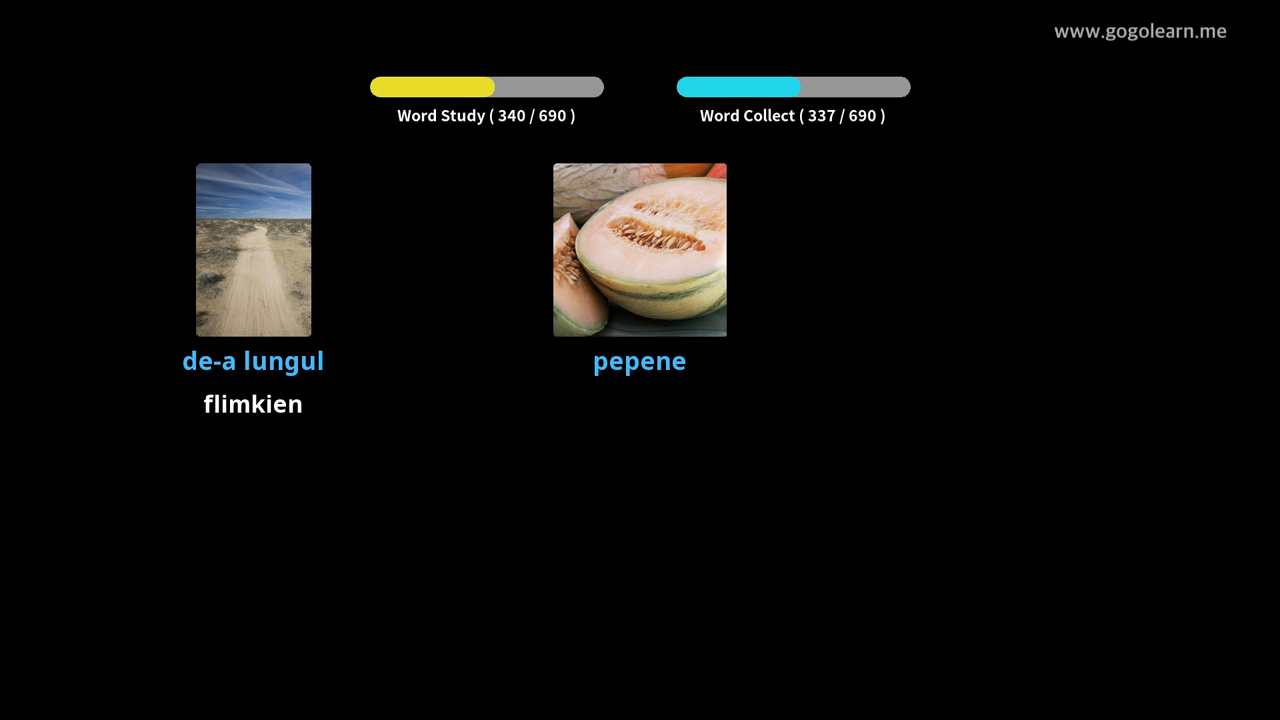 www.gogolearn.me
Word Study ( 340 / 690 )
Word Collect ( 337 / 690 )
de-a lungul
pepene
flimkien